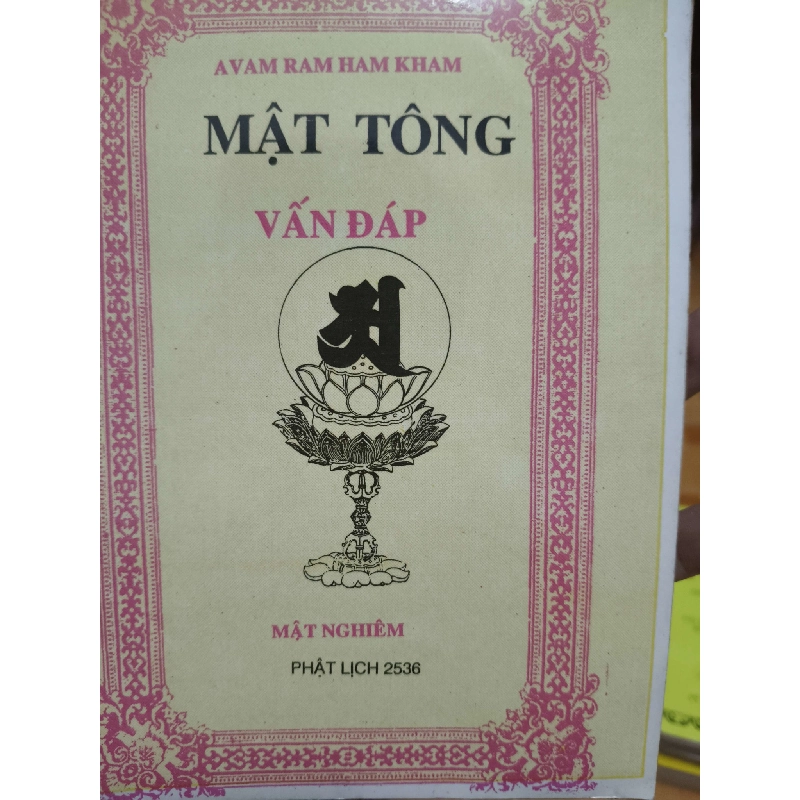 AVAM RAM HAM KHAM
MẬT TÔNG
VẤN ĐÁP
अ
MẬT NGHIÊM
PHẬT LỊCH 2536